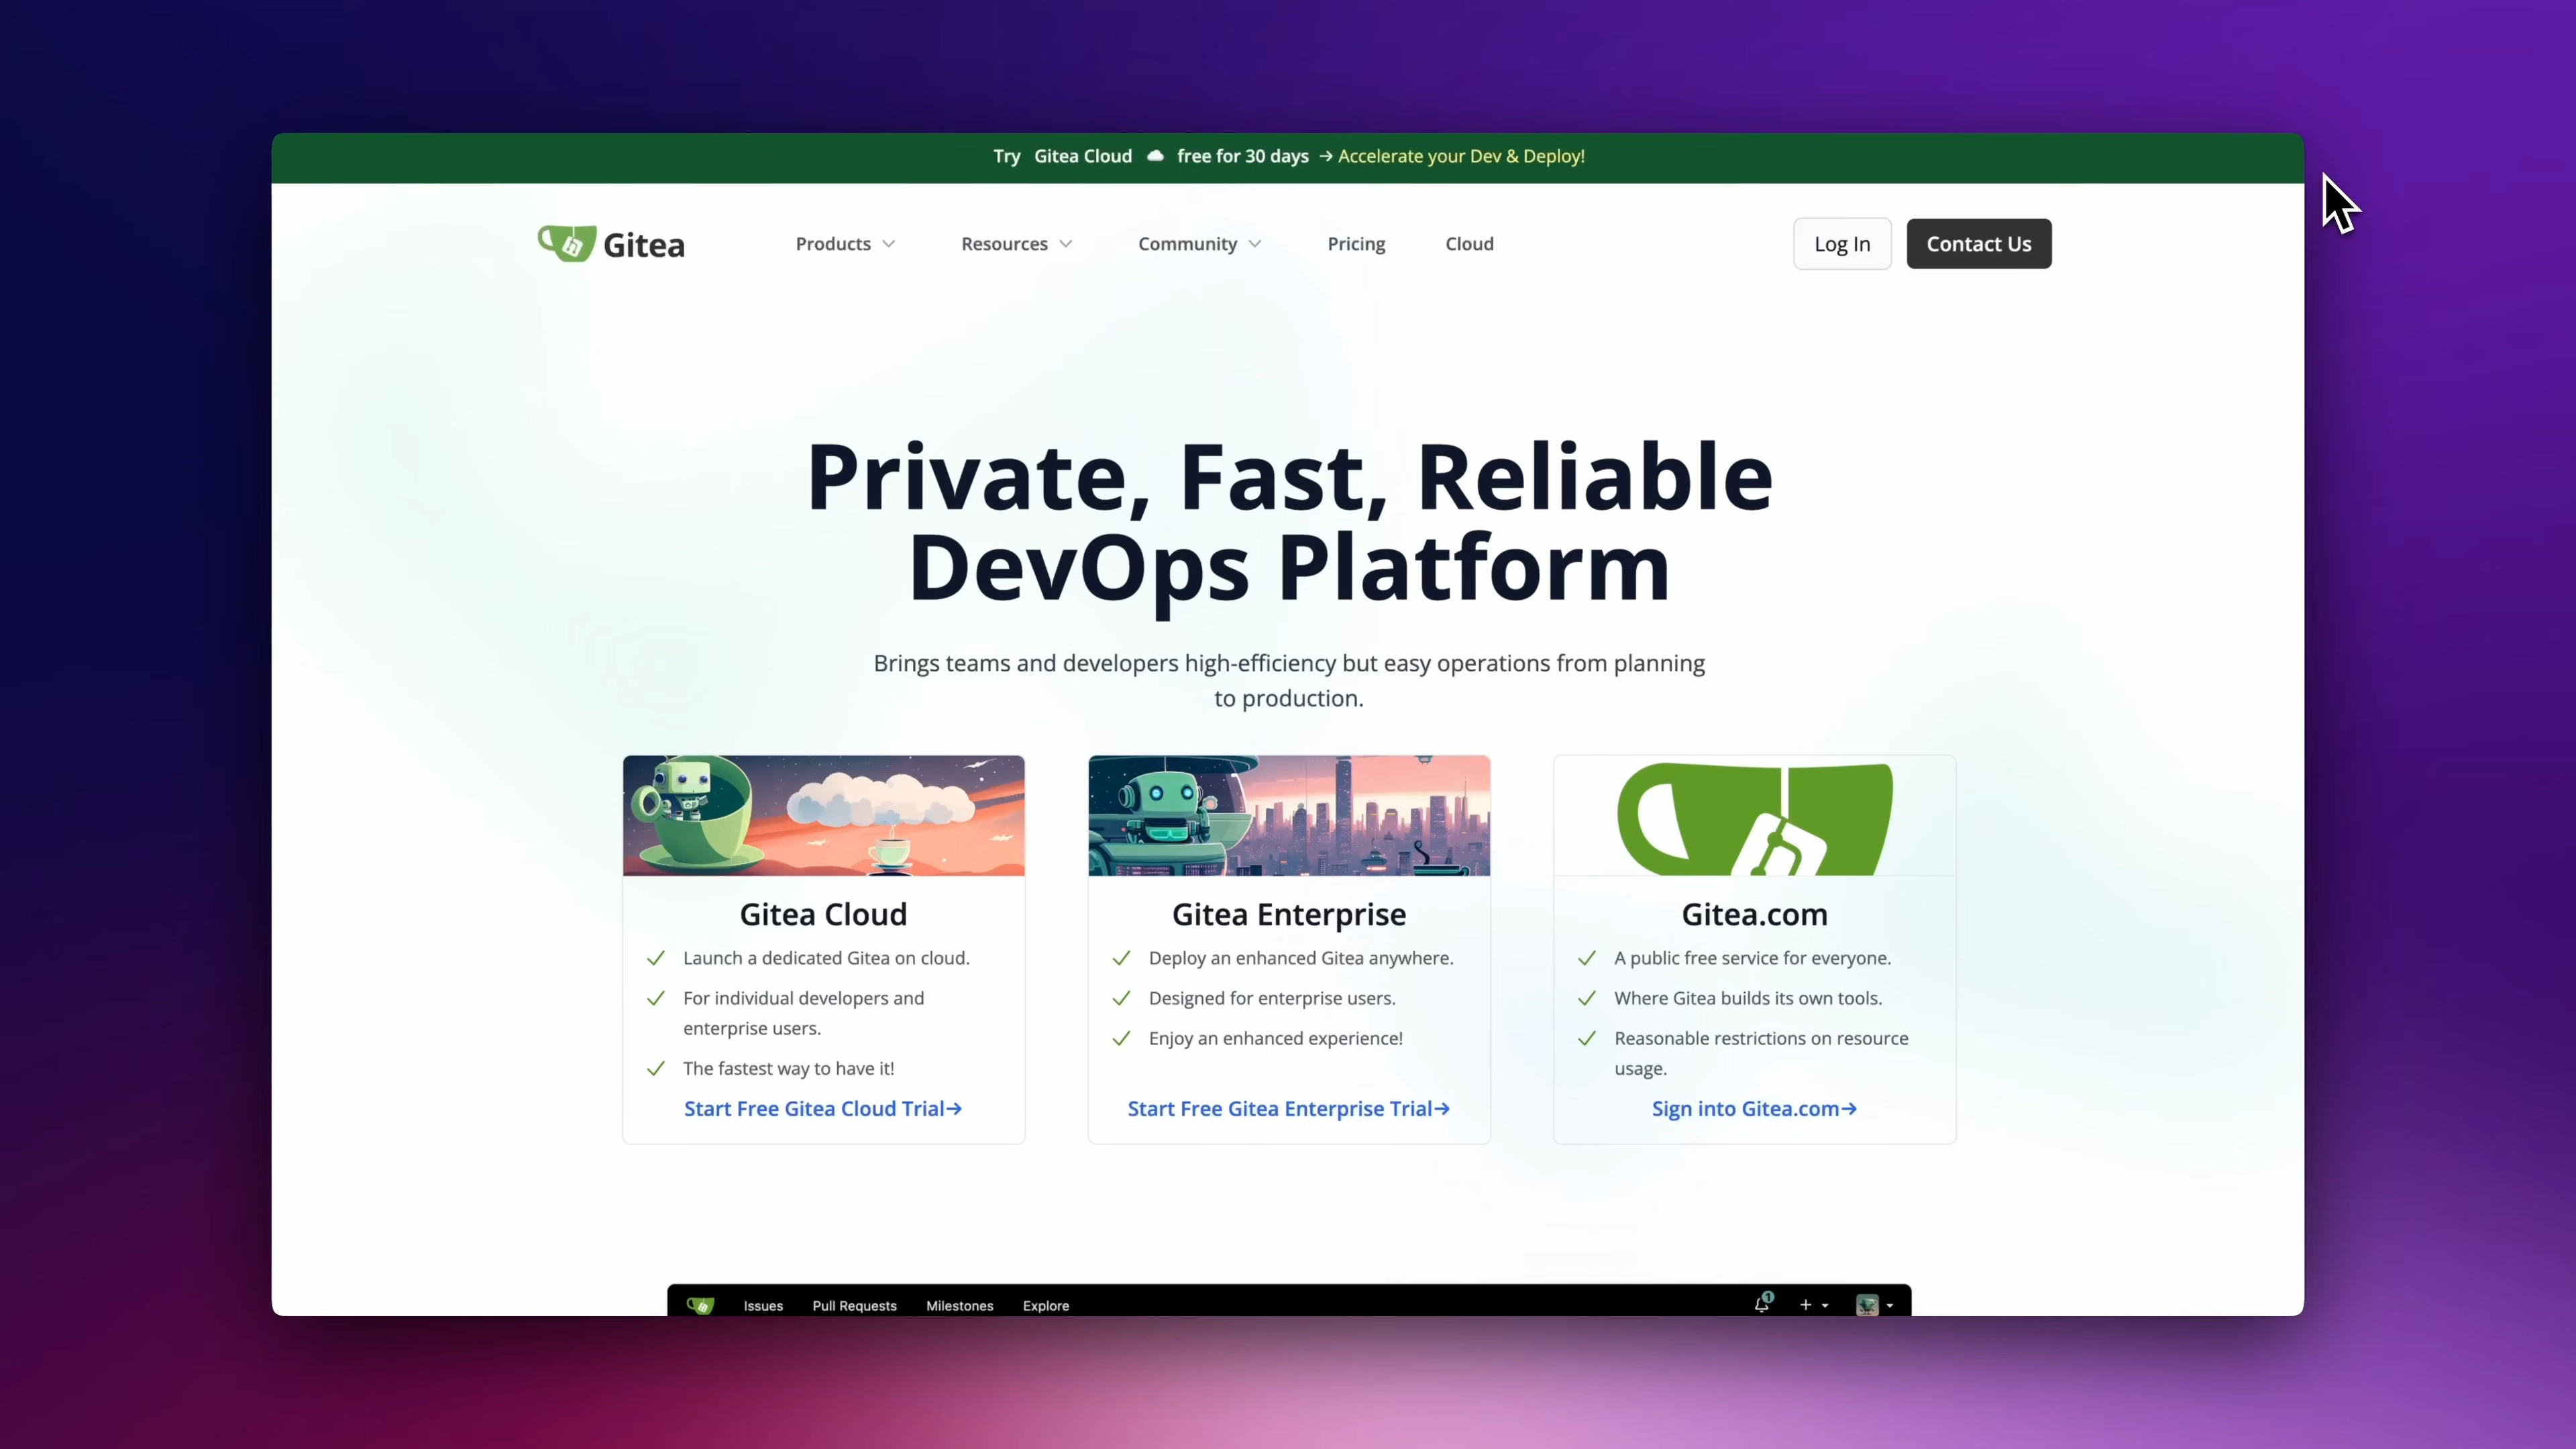 Try Gitea Cloud free for 30 days → Accelerate your Dev & Deploy!
Gitea
Products
Resources
Community
Pricing
Cloud
Log In
Contact Us
Private, Fast, Reliable
DevOps Platform
Brings teams and developers high-efficiency but easy operations from planning
to production.
Gitea Cloud
Launch a dedicated Gitea on cloud.
For individual developers and
enterprise users.
The fastest way to have it!
Start Free Gitea Cloud Trial→
Gitea Enterprise
Deploy an enhanced Gitea anywhere.
Designed for enterprise users.
Enjoy an enhanced experience!
Start Free Gitea Enterprise Trial→
Gitea.com
A public free service for everyone.
Where Gitea builds its own tools.
Reasonable restrictions on resource
usage.
Sign into Gitea.com→
Issues
Pull Requests
Milestones
Explore
1